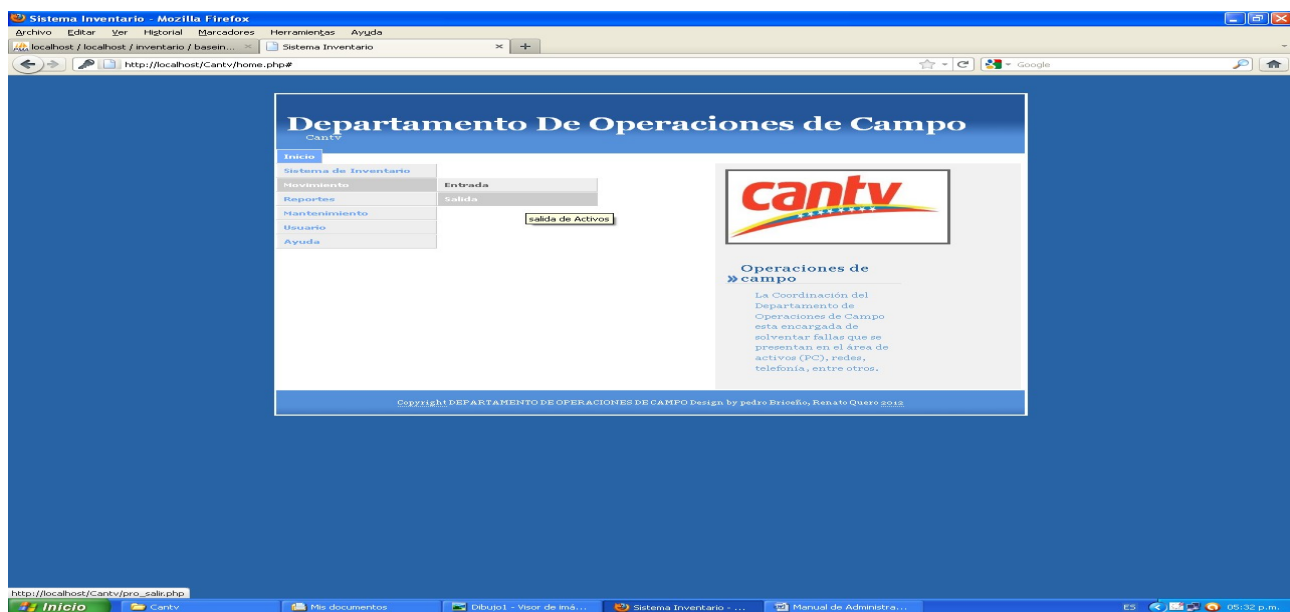 Sistema Inventario - Mozilla Firefox
Archivo Editar Ver Historial Marcadores Herramientas Ayuda
localhost / localhost / inventario / basein...
Sistema Inventario
http://localhost/Cantv/home.php#
Google
Departamento De Operaciones de Campo
Cantv
Inicio
Sistema de Inventario
Movimiento
Entrada
Reportes
Salida
Mantenimiento
salida de Activos
Usuario
Ayuda
cantv
Operaciones de
» campo
La Coordinación del
Departamento de
Operaciones de Campo
esta encargada de
solventar fallas que se
presentan en el área de
activos (PC), redes,
telefonía, entre otros.
Copyright DEPARTAMENTO DE OPERACIONES DE CAMPO Design by pedro Briceño, Renato Quero 2012
http://localhost/Cantv/pro_salir.php
Inicio
Cantv
Mis documentos
Dibujo1 - Visor de imá...
Sistema Inventario - ...
Manual de Administra...
ES
05:32 p.m.